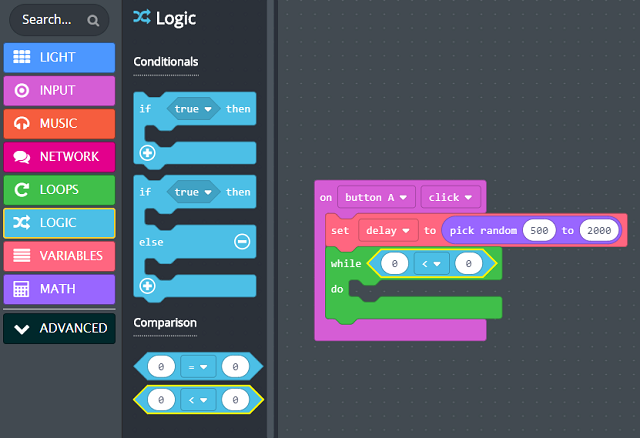 Search...
LIGHT
INPUT
MUSIC
NETWORK
LOOPS
LOGIC
VARIABLES
MATH
ADVANCED
Logic
Conditionals
if true then
if true then
else
Comparison
0 = 0
0 < 0
on button A click
set delay to pick random 500 to 2000
while 0 < 0
do